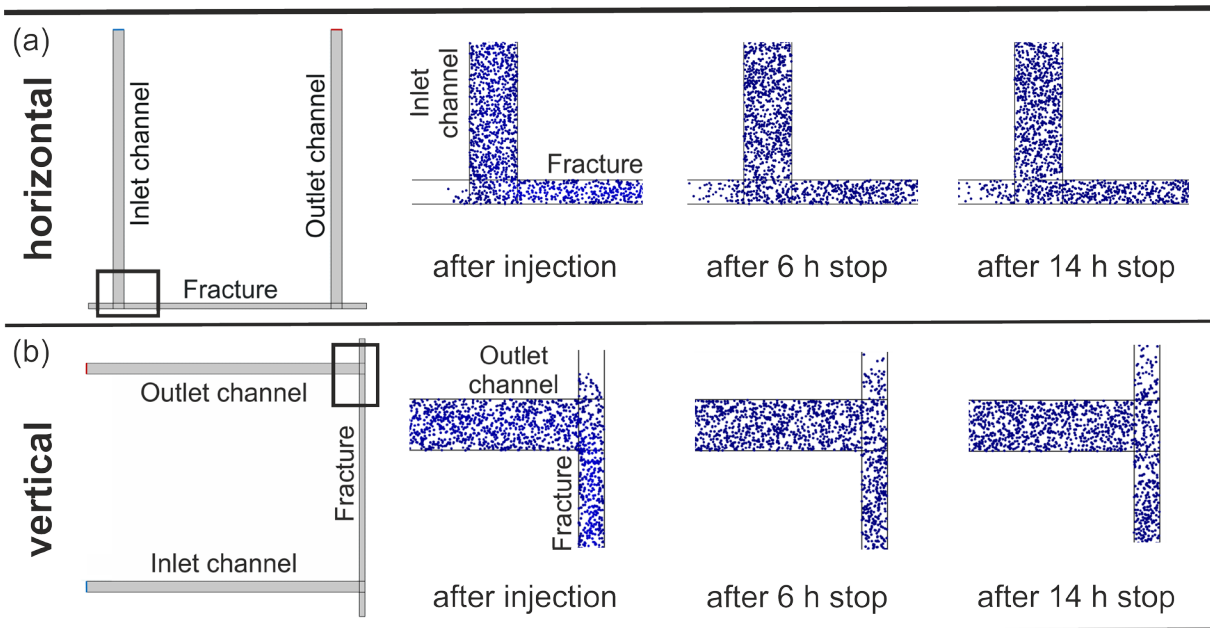 (a)
horizontal
Inlet channel
Outlet channel
Fracture
Inlet
channel
Fracture
after injection
after 6 h stop
after 14 h stop
(b)
vertical
Outlet channel
Fracture
Inlet channel
Outlet
channel
Fracture
after injection
after 6 h stop
after 14 h stop